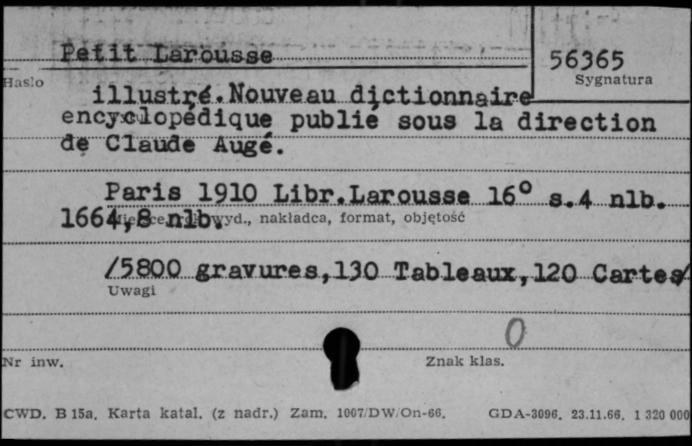 Petit Larousse
56365
Hasło
Sygnatura
illustré.Nouveau dictionnaire
encyclopédique publié sous la direction
de Claude Augé.
Paris 1910 Libr.Larousse 16° s.4 nlb.
1664,8 nlb.
wyd., nakładca, format, objętość
/5800 gravures,130 Tableaux,120 Cartes/
Uwagi
0
Nr inw.
Znak klas.
CWD. B 15a. Karta katal. (z nadr.) Zam. 1067/DW/On-66. GDA-3096. 23.11.66. 1 320 000